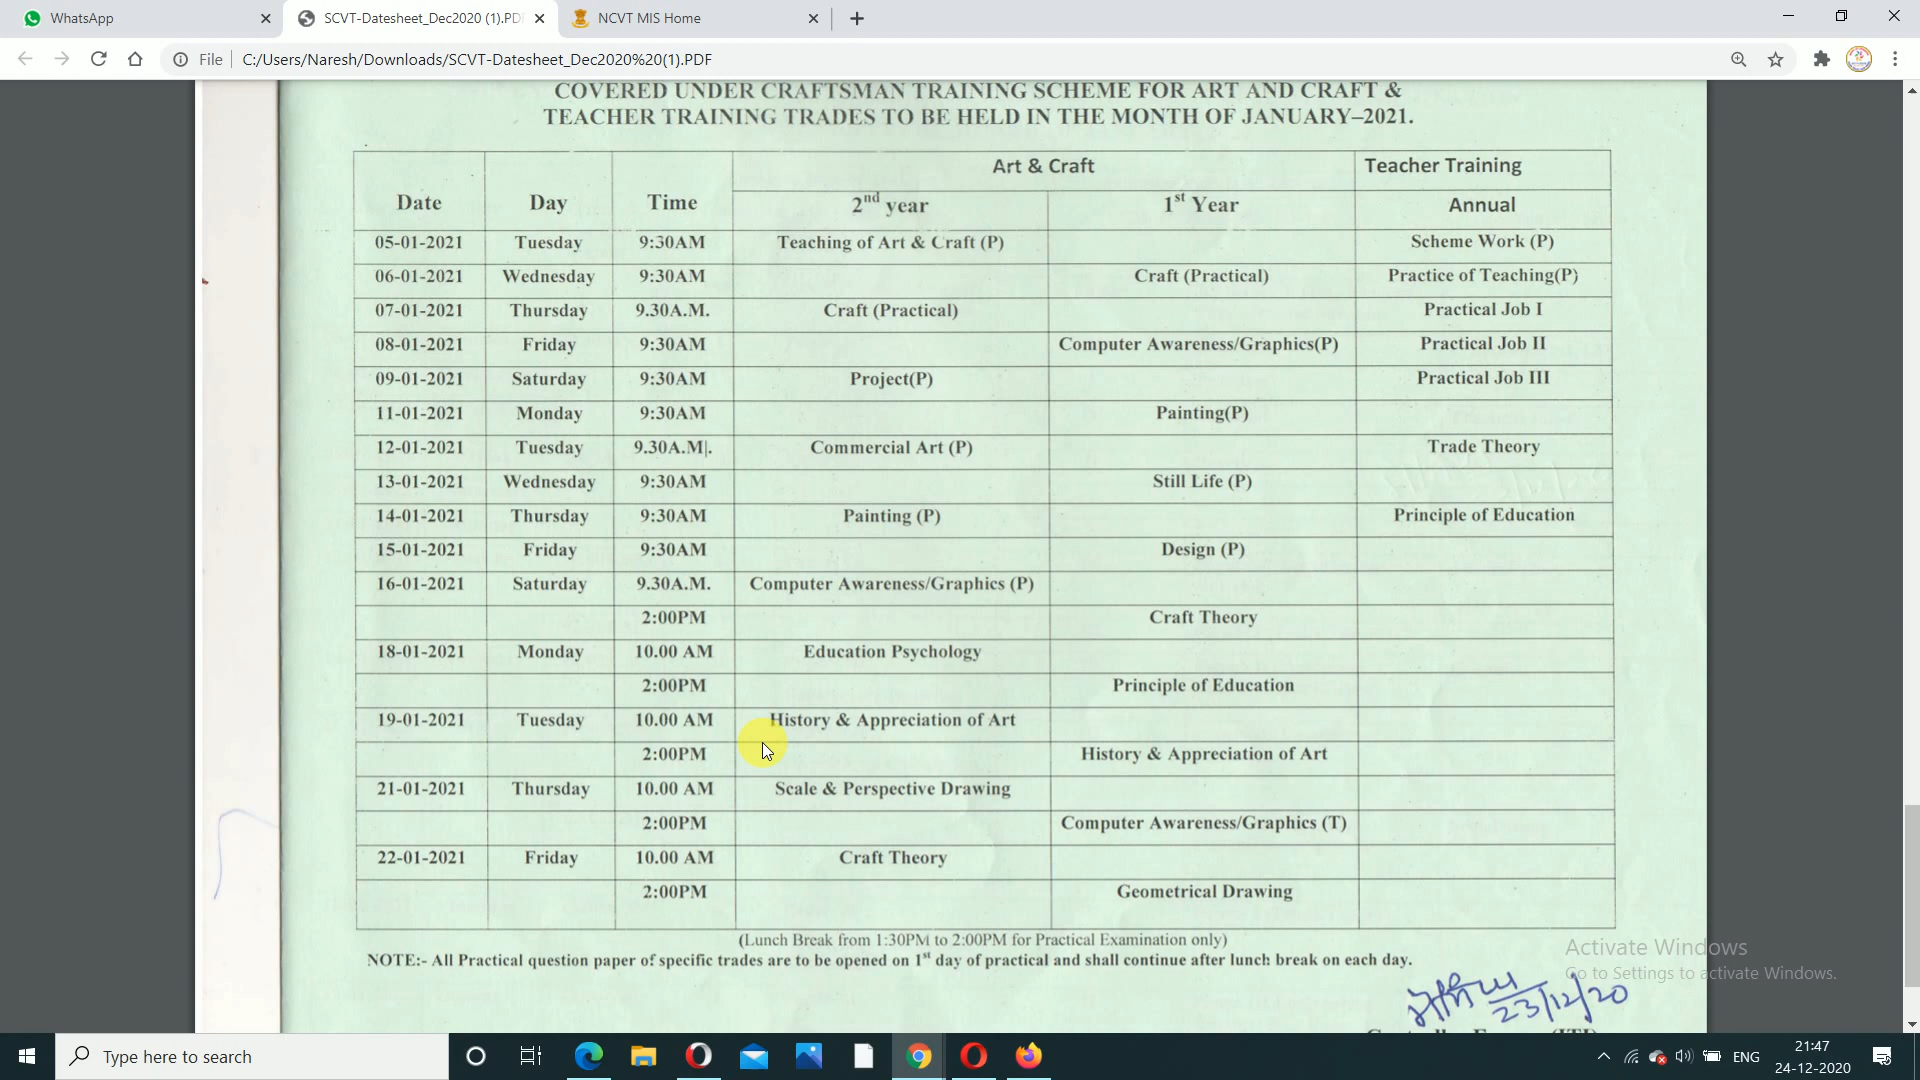 WhatsApp
SCVT-Datesheet_Dec2020 (1).PDF
NCVT MIS Home
File
C:/Users/Naresh/Downloads/SCVT-Datesheet_Dec2020%20(1).PDF
COVERED UNDER CRAFTSMAN TRAINING SCHEME FOR ART AND CRAFT &
TEACHER TRAINING TRADES TO BE HELD IN THE MONTH OF JANUARY–2021.
Art & Craft Teacher Training
Date Day Time 2nd year 1st Year Annual
05-01-2021 Tuesday 9:30AM Teaching of Art & Craft (P) Scheme Work (P)
06-01-2021 Wednesday 9:30AM Craft (Practical) Practice of Teaching(P)
07-01-2021 Thursday 9.30A.M. Craft (Practical) Practical Job I
08-01-2021 Friday 9:30AM Computer Awareness/Graphics(P) Practical Job II
09-01-2021 Saturday 9:30AM Project(P) Practical Job III
11-01-2021 Monday 9:30AM Painting(P)
12-01-2021 Tuesday 9.30A.M|. Commercial Art (P) Trade Theory
13-01-2021 Wednesday 9:30AM Still Life (P)
14-01-2021 Thursday 9:30AM Painting (P) Principle of Education
15-01-2021 Friday 9:30AM Design (P)
16-01-2021 Saturday 9.30A.M. Computer Awareness/Graphics (P)
2:00PM Craft Theory
18-01-2021 Monday 10.00 AM Education Psychology
2:00PM Principle of Education
19-01-2021 Tuesday 10.00 AM History & Appreciation of Art
2:00PM History & Appreciation of Art
21-01-2021 Thursday 10.00 AM Scale & Perspective Drawing
2:00PM Computer Awareness/Graphics (T)
22-01-2021 Friday 10.00 AM Craft Theory
2:00PM Geometrical Drawing
(Lunch Break from 1:30PM to 2:00PM for Practical Examination only)
NOTE:- All Practical question paper of specific trades are to be opened on 1st day of practical and shall continue after lunch break on each day.
Activate Windows
Go to Settings to activate Windows.
23/12/20
Type here to search
ENG
21:47
24-12-2020